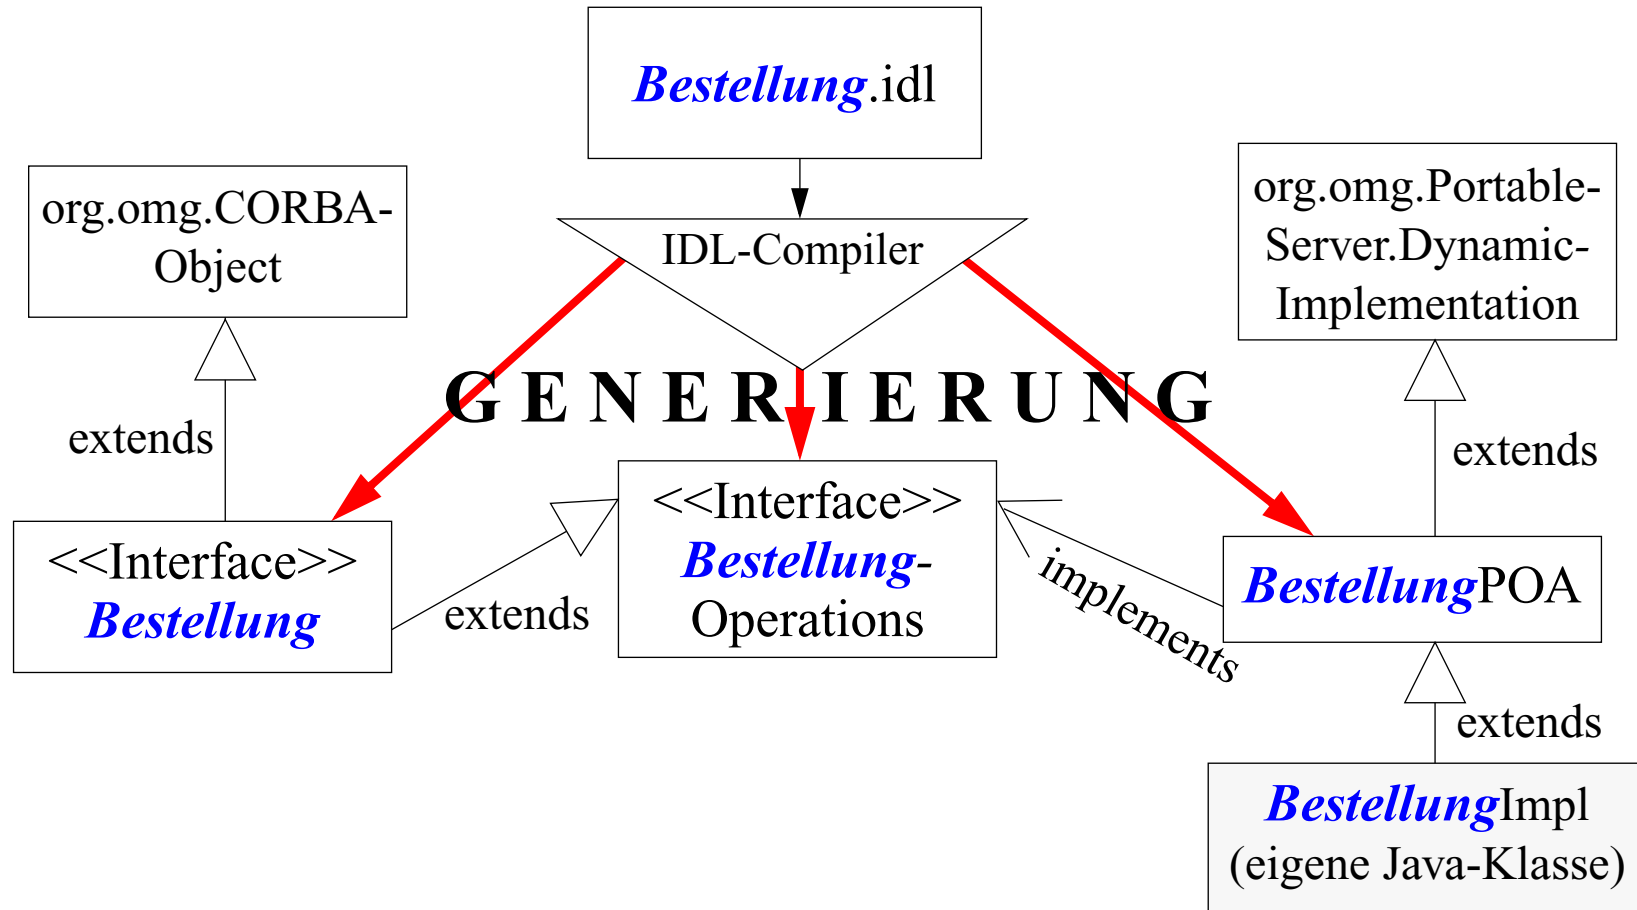 Bestellung.idl
org.omg.CORBA-
Object
IDL-Compiler
org.omg.Portable-
Server.Dynamic-
Implementation
G E N E R I E R U N G
extends
extends
<<Interface>>
Bestellung
extends
<<Interface>>
Bestellung-
Operations
implements
BestellungPOA
extends
BestellungImpl
(eigene Java-Klasse)